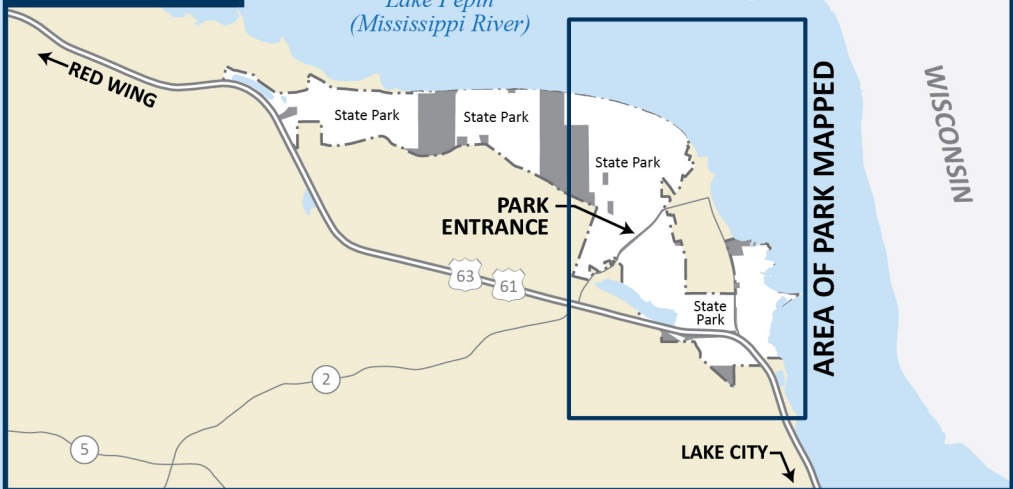 Lake Pepin
(Mississippi River)
RED WING
State Park
State Park
State Park
PARK
ENTRANCE
63
61
State
Park
2
5
LAKE CITY
AREA OF PARK MAPPED
WISCONSIN